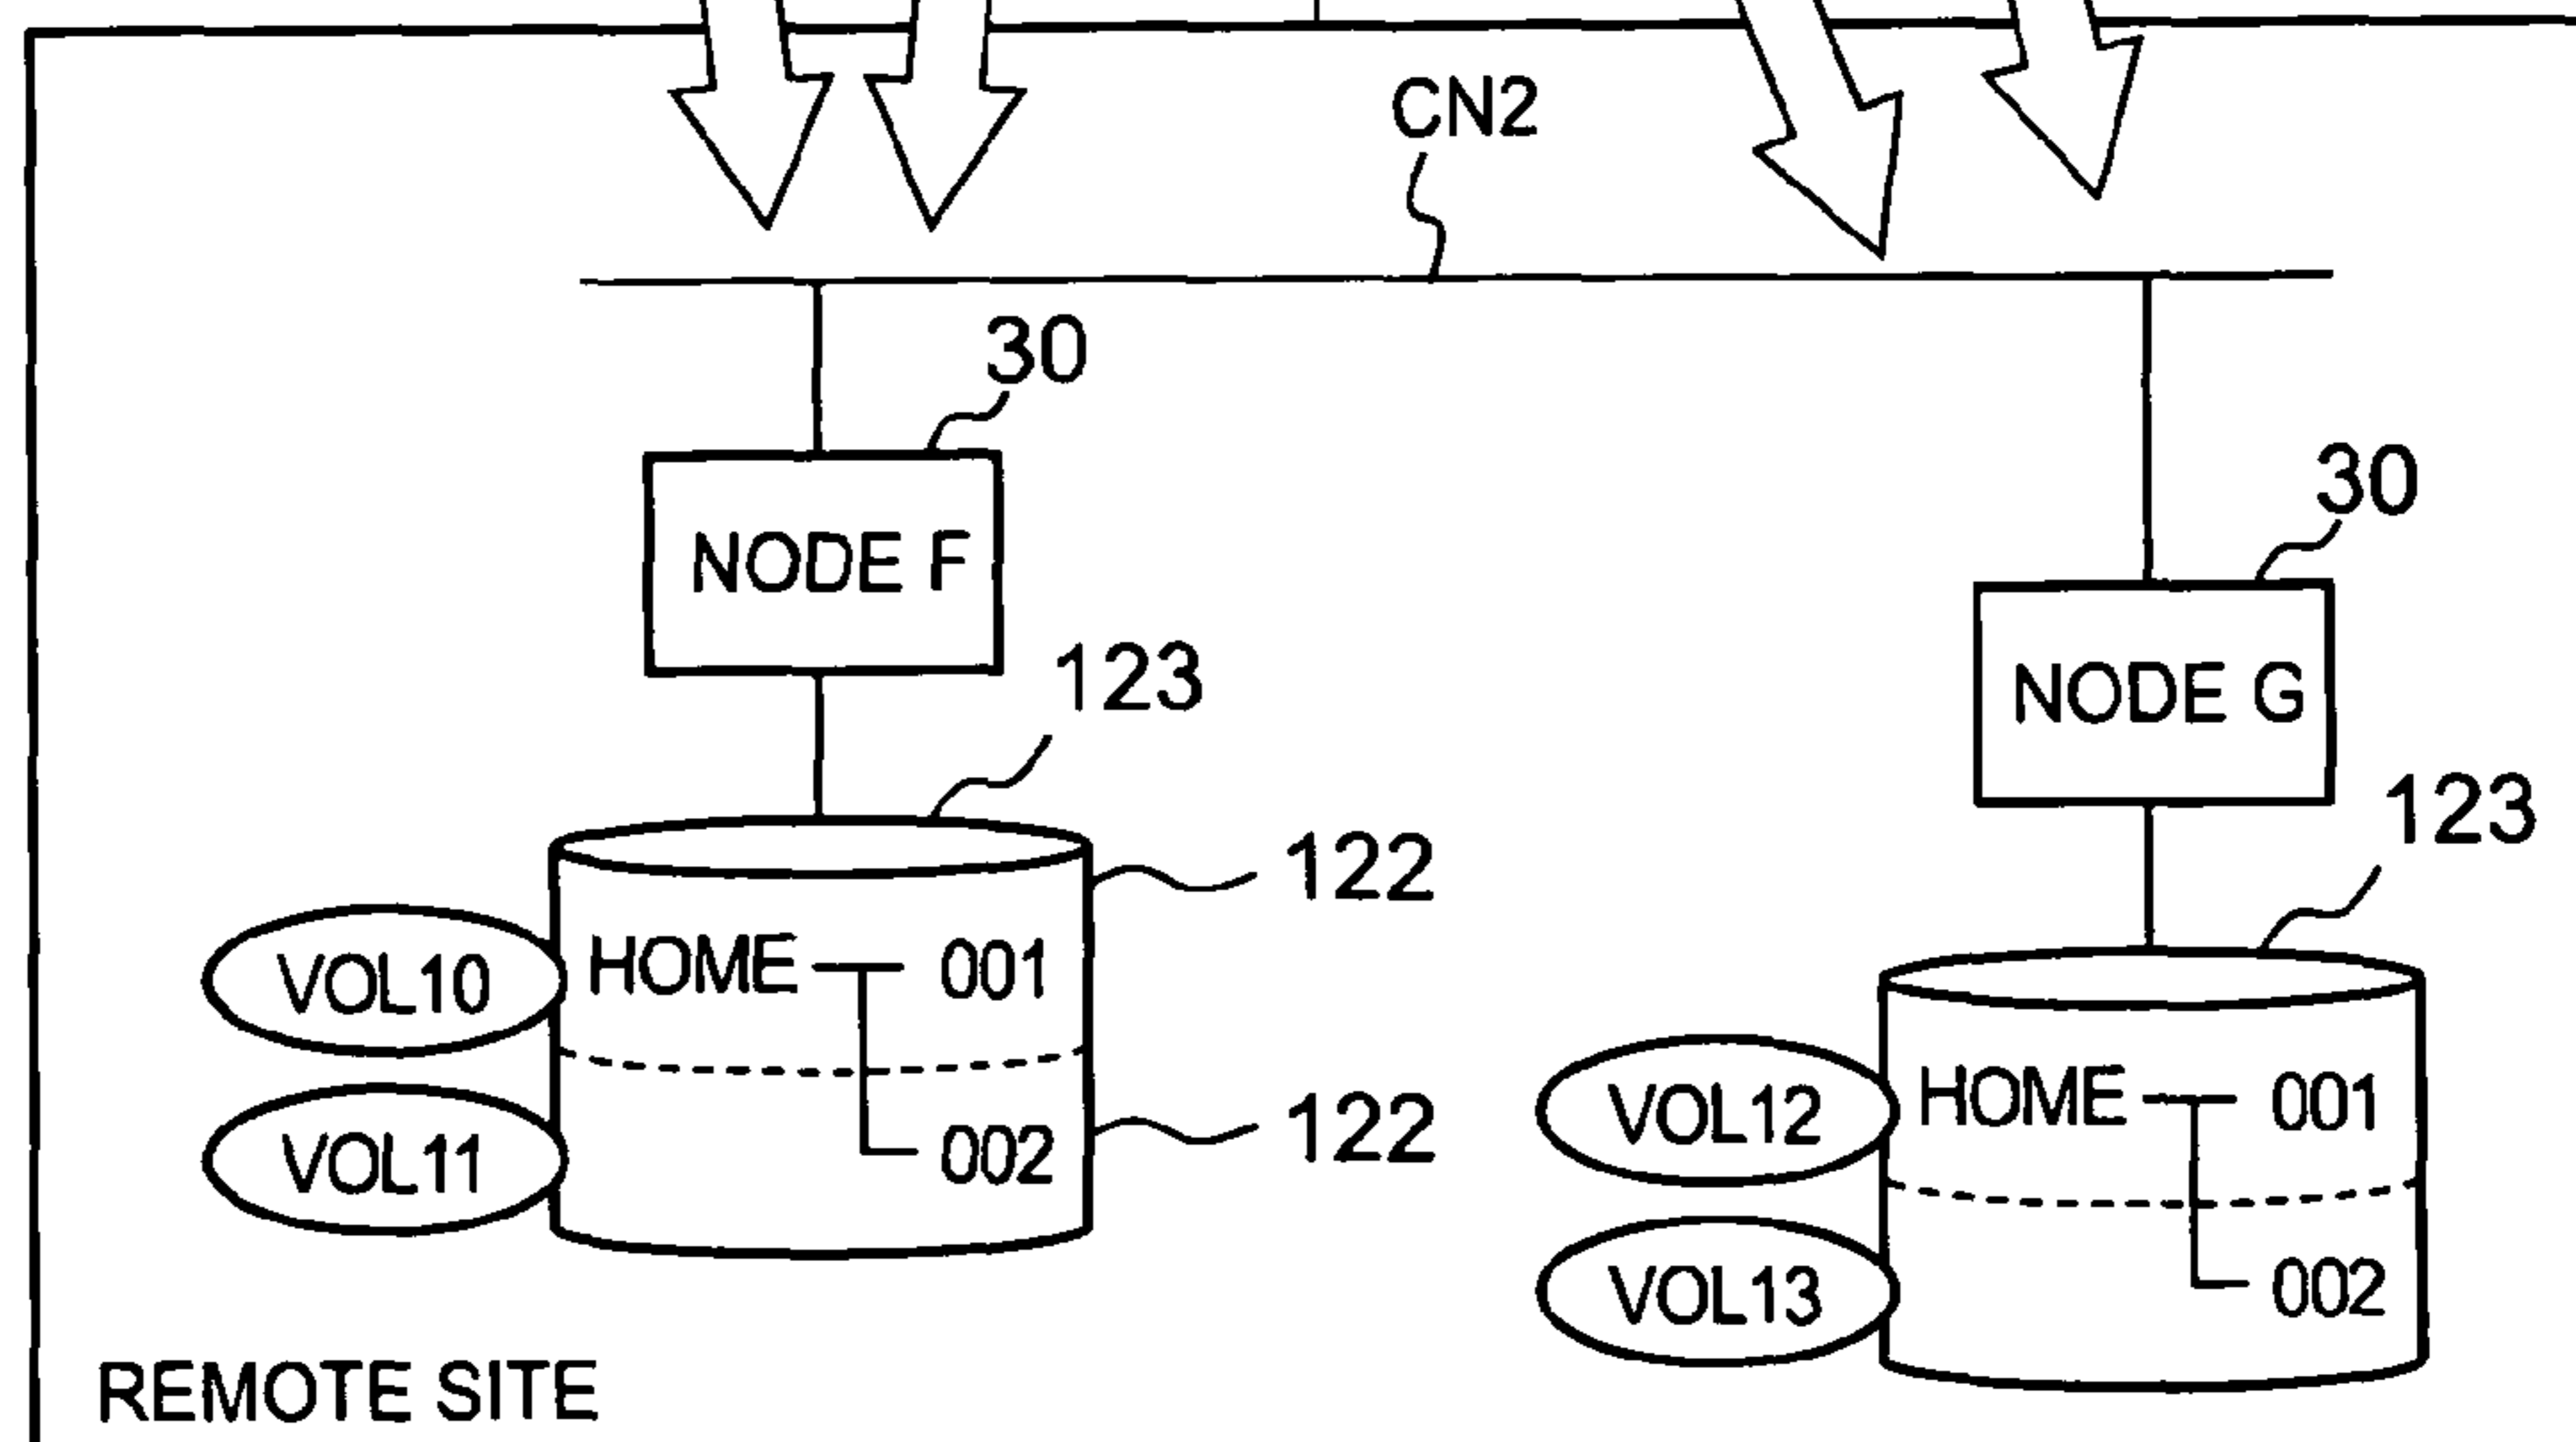 CN2
30
NODE F
30
NODE G
123
123
122
VOL10
HOME
001
VOL11
002
122
VOL12
HOME
001
VOL13
002
REMOTE SITE